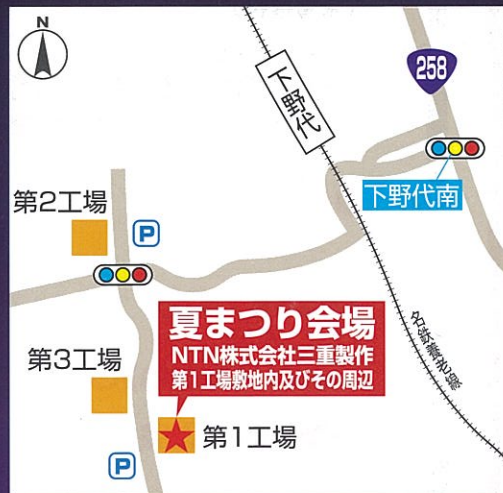 N
258
下野代
下野代南
第2工場
P
夏まつり会場
NTN株式会社三重製作
第1工場敷地内及びその周辺
第3工場
第1工場
P
名鉄養老線